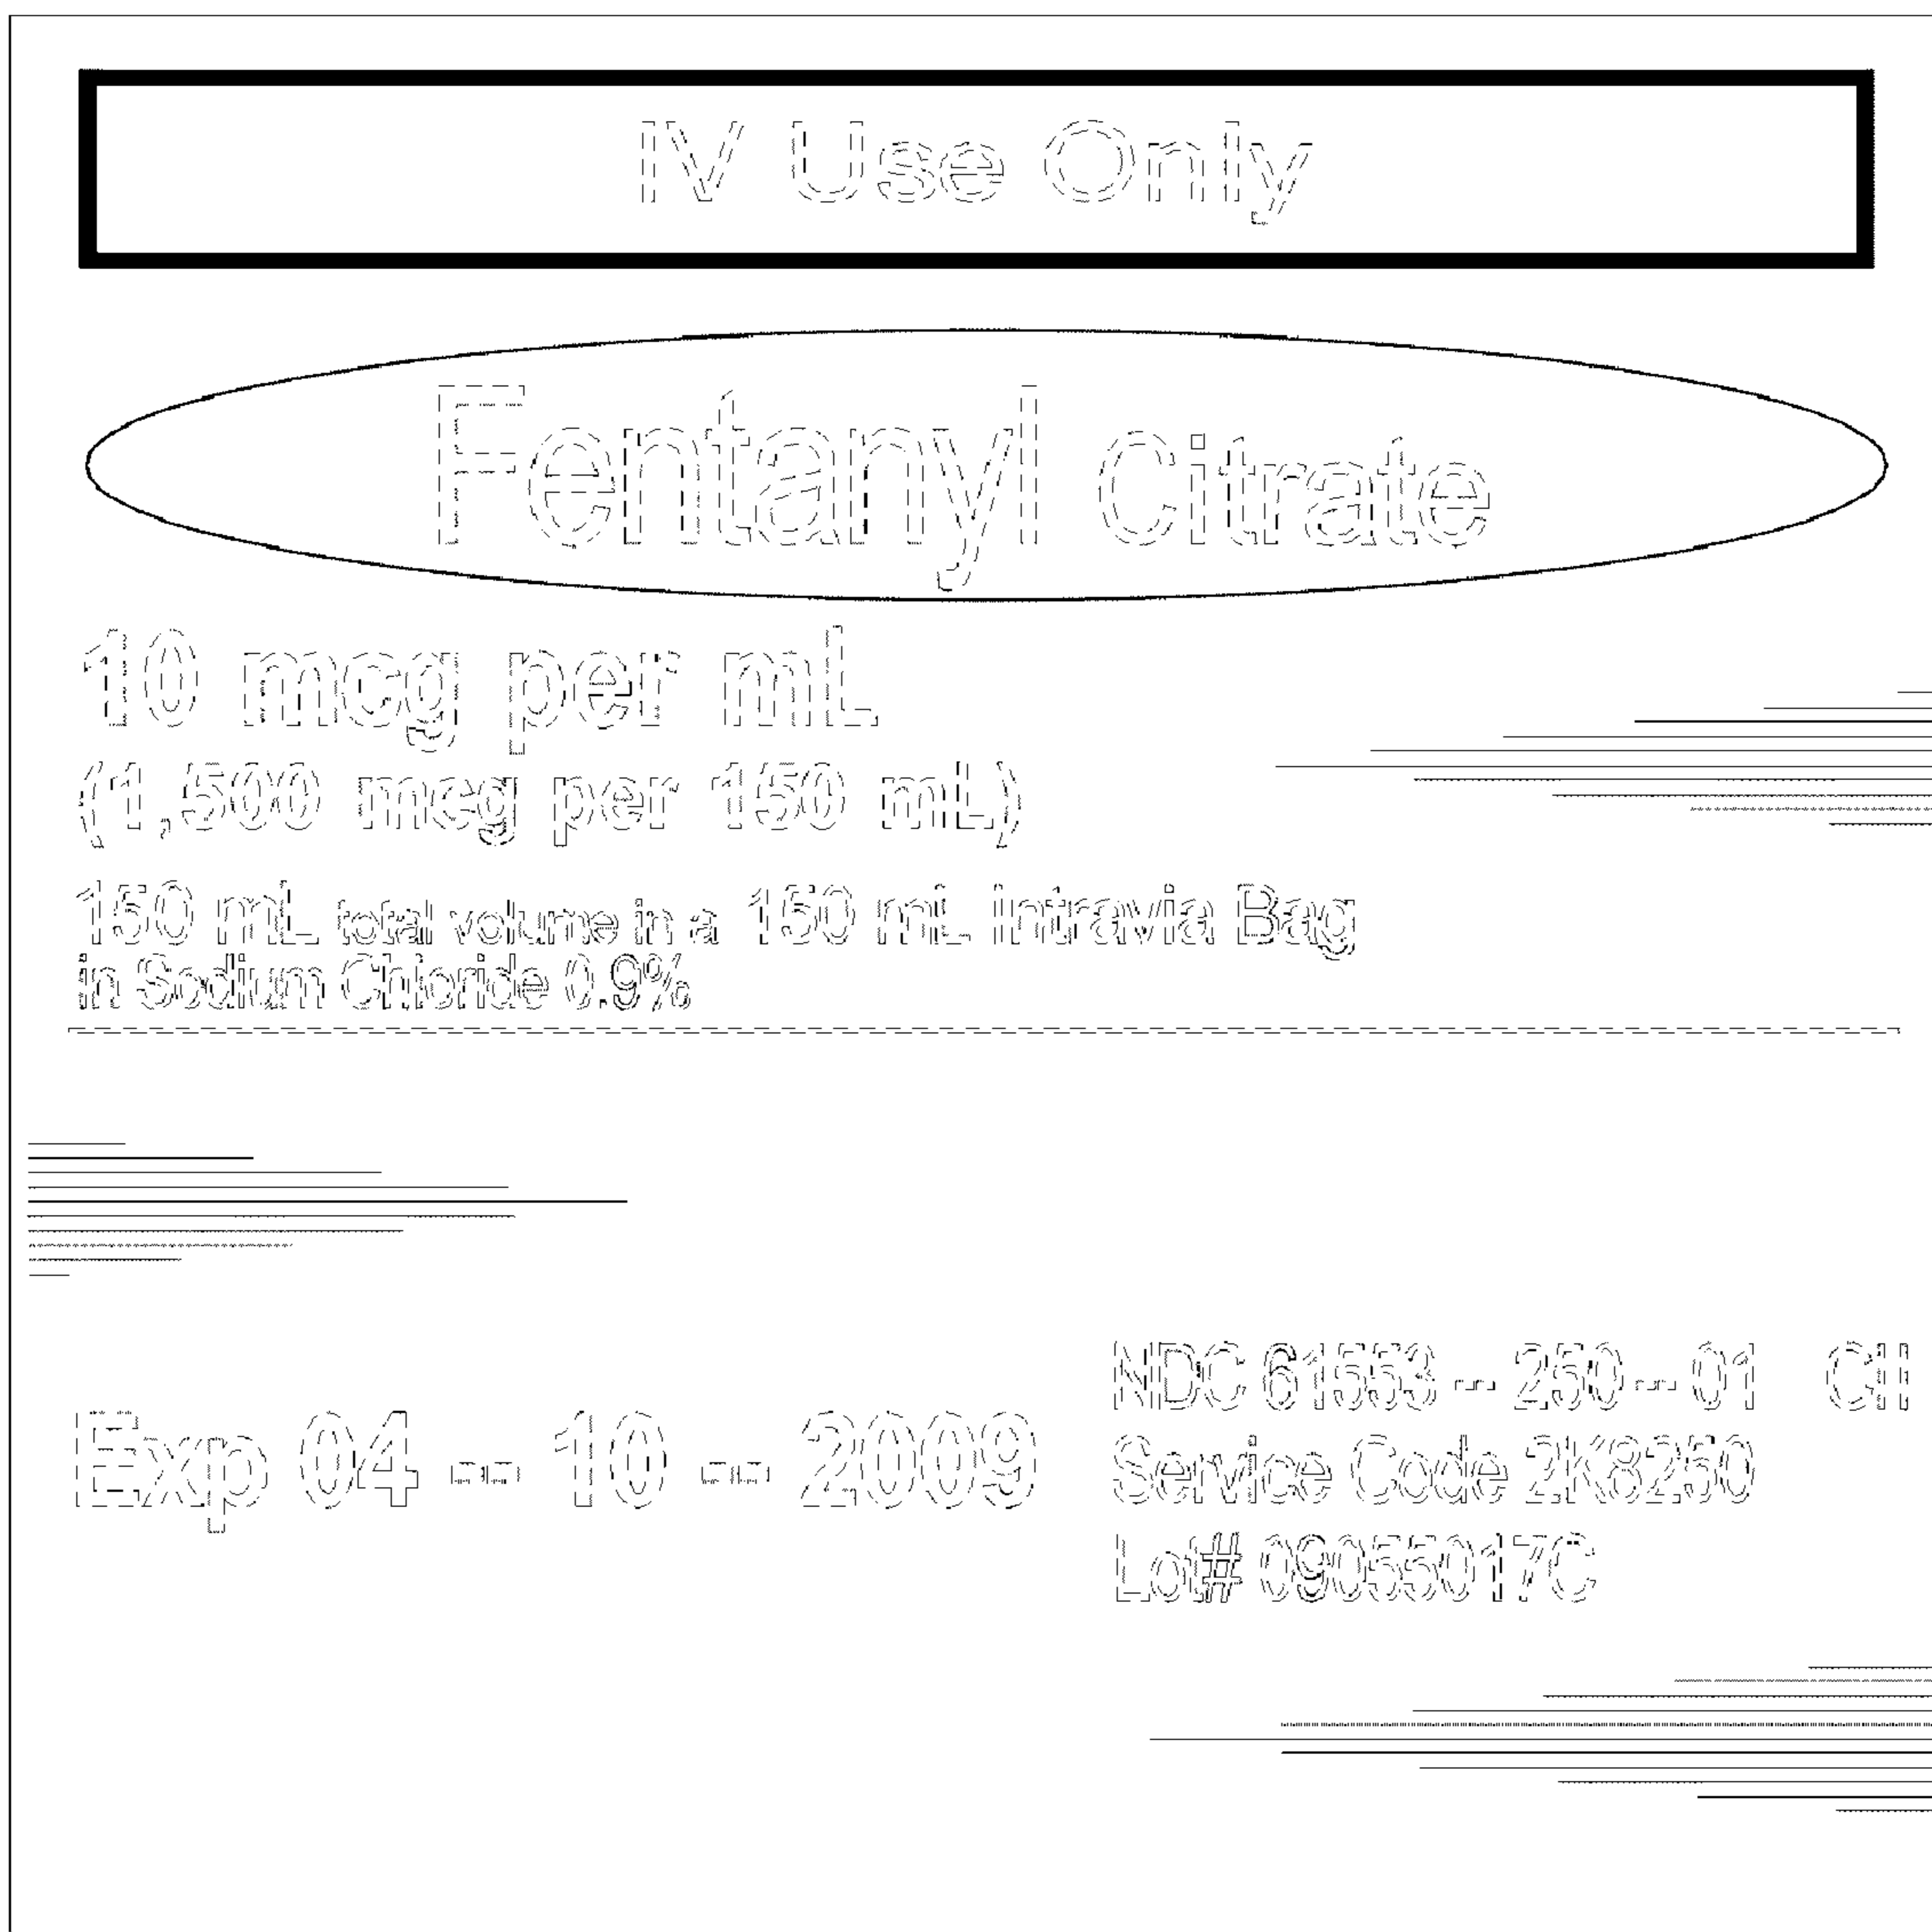 IV Use Only
Fentanyl Citrate
10 mcg per mL
(1,500 mcg per 150 mL)
150 mL total volume in a 150 mL Intravia Bag
in Sodium Chloride 0.9%
NDC 61553 -- 250 -- 01 CII
Exp 04 -- 10 -- 2009
Service Code 2K8250
Lot# 09055017C